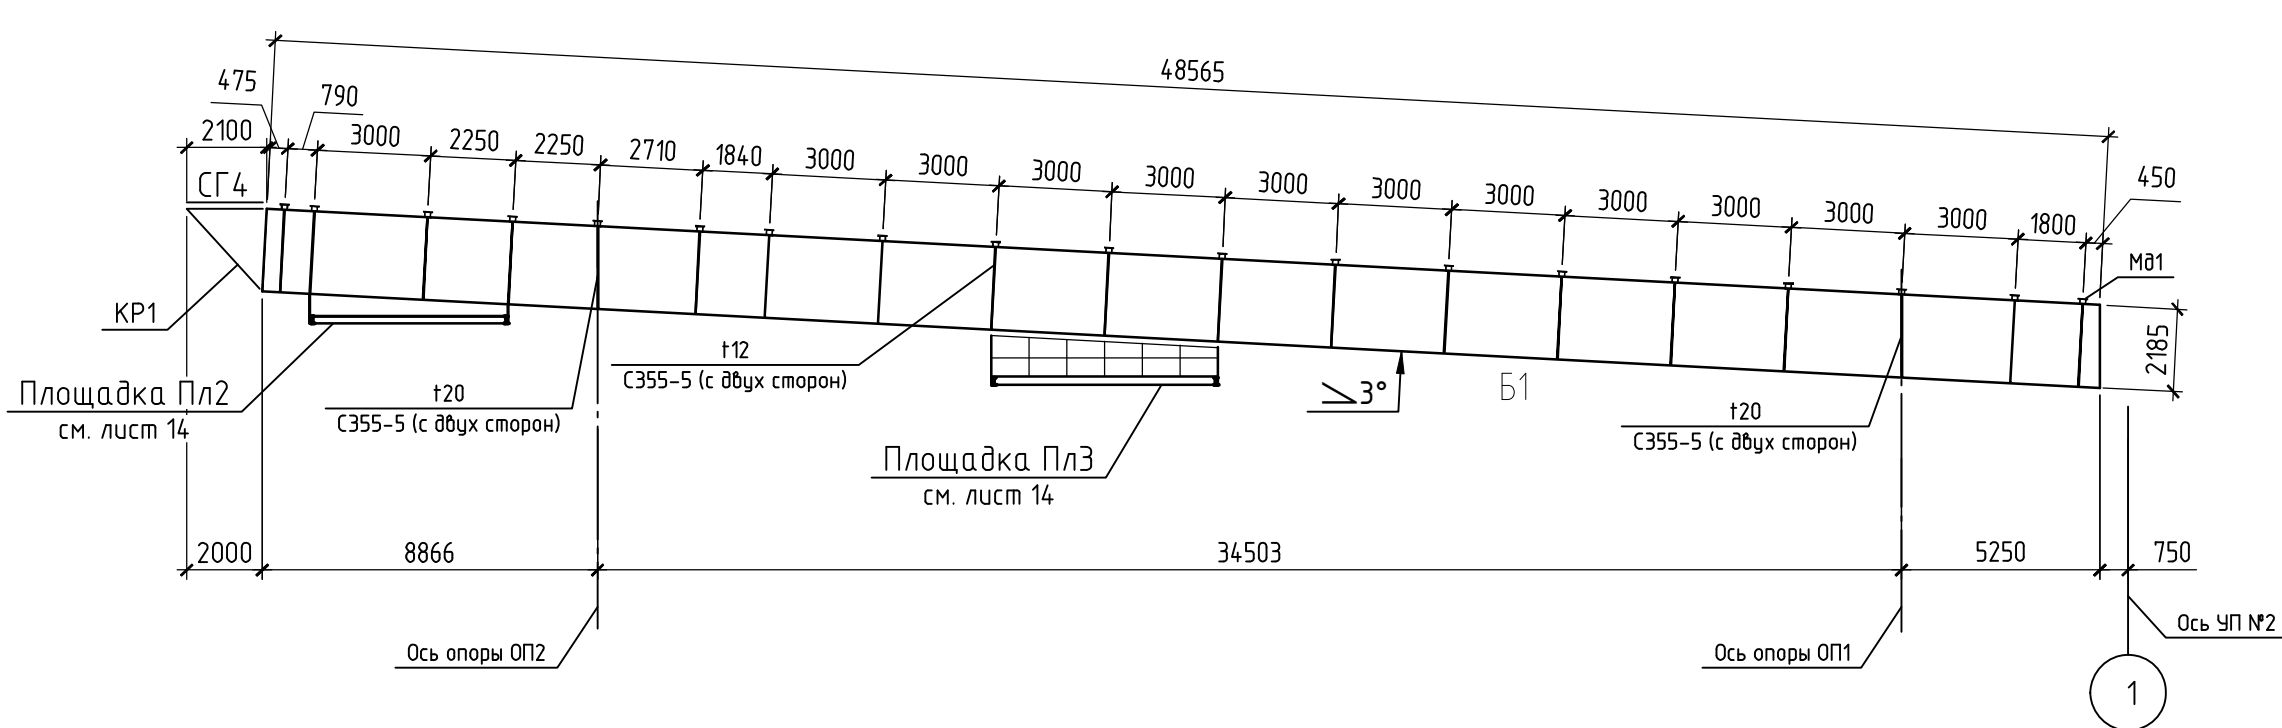 48565
475
790
2100
3000
2250
2250
2710
1840
3000
3000
3000
3000
3000
3000
3000
3000
3000
3000
3000
1800
450
СГ4
Мд1
КР1
2185
t12
С355-5 (с двух сторон)
3°
Б1
Площадка Пл2
см. лист 14
t20
С355-5 (с двух сторон)
t20
С355-5 (с двух сторон)
Площадка Пл3
см. лист 14
2000
8866
34503
5250
750
Ось УП №2
Ось опоры ОП2
Ось опоры ОП1
1